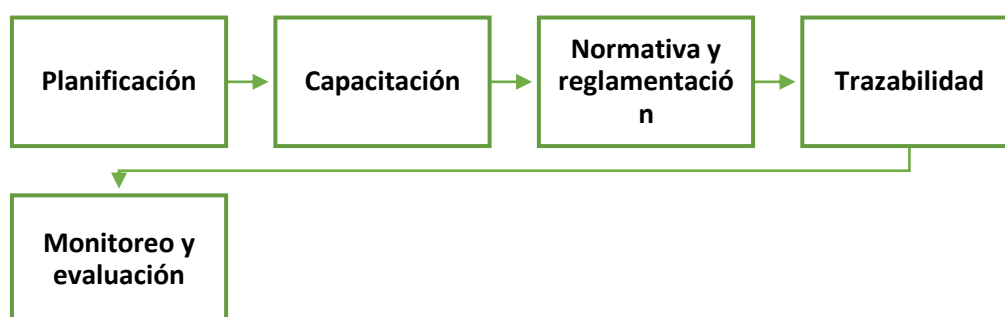 Planificación
Capacitación
Normativa y
reglamentació
n
Trazabilidad
Monitoreo y
evaluación